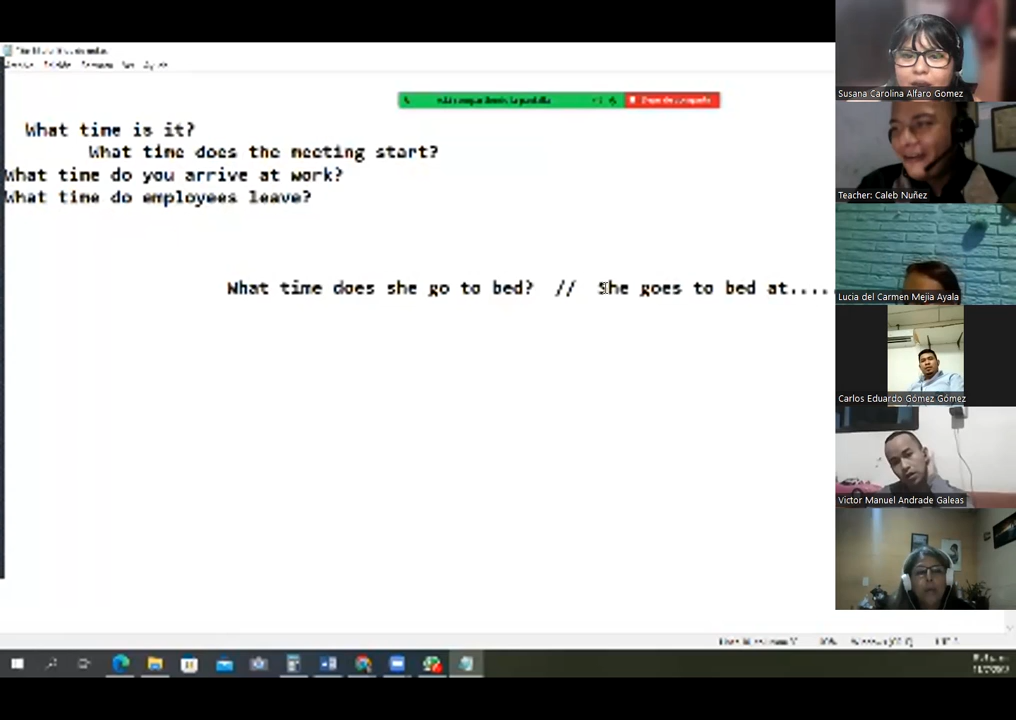 Susana Carolina Alfaro Gomez
What time is it?
What time does the meeting start?
What time do you arrive at work?
Teacher: Caleb Nuñez
What time do employees leave?
What time does she go to bed? // She goes to bed at....
Lucia del Carmen Mejia Ayala
Carlos Eduardo Gómez Gómez
Victor Manuel Andrade Galeas